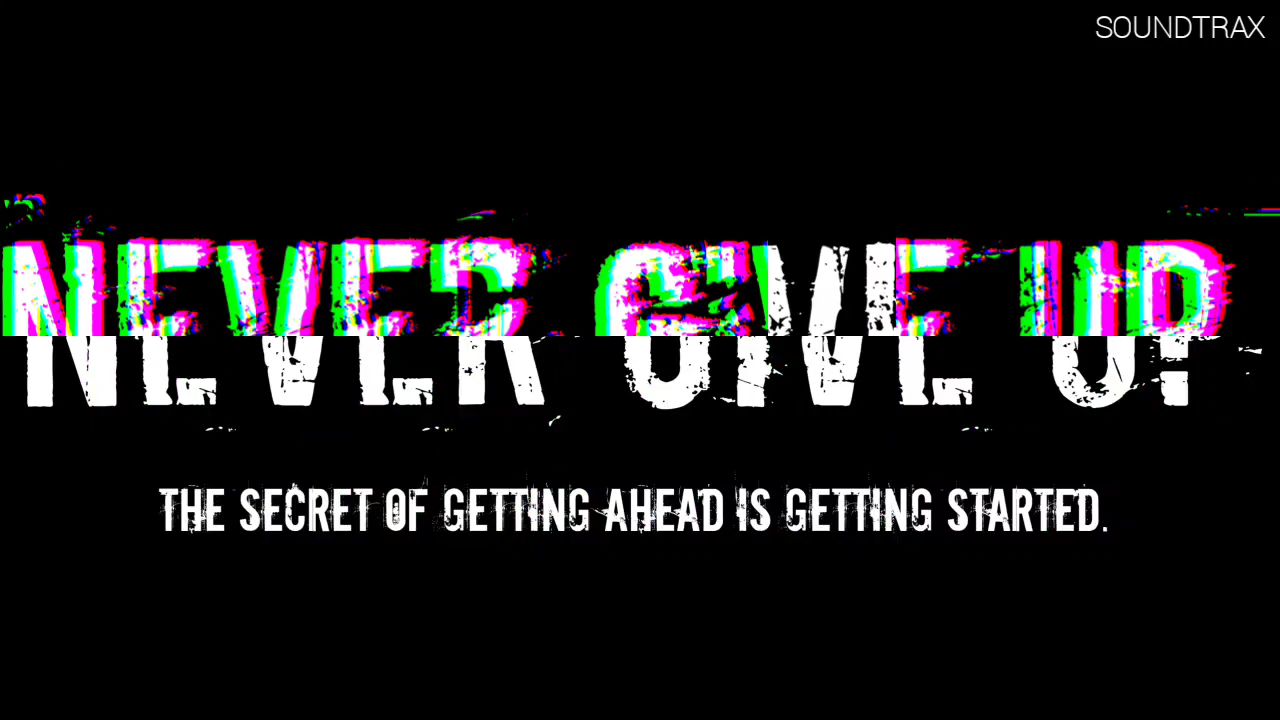 SOUNDTRAX
NEVER GIVE UP
THE SECRET OF GETTING AHEAD IS GETTING STARTED.